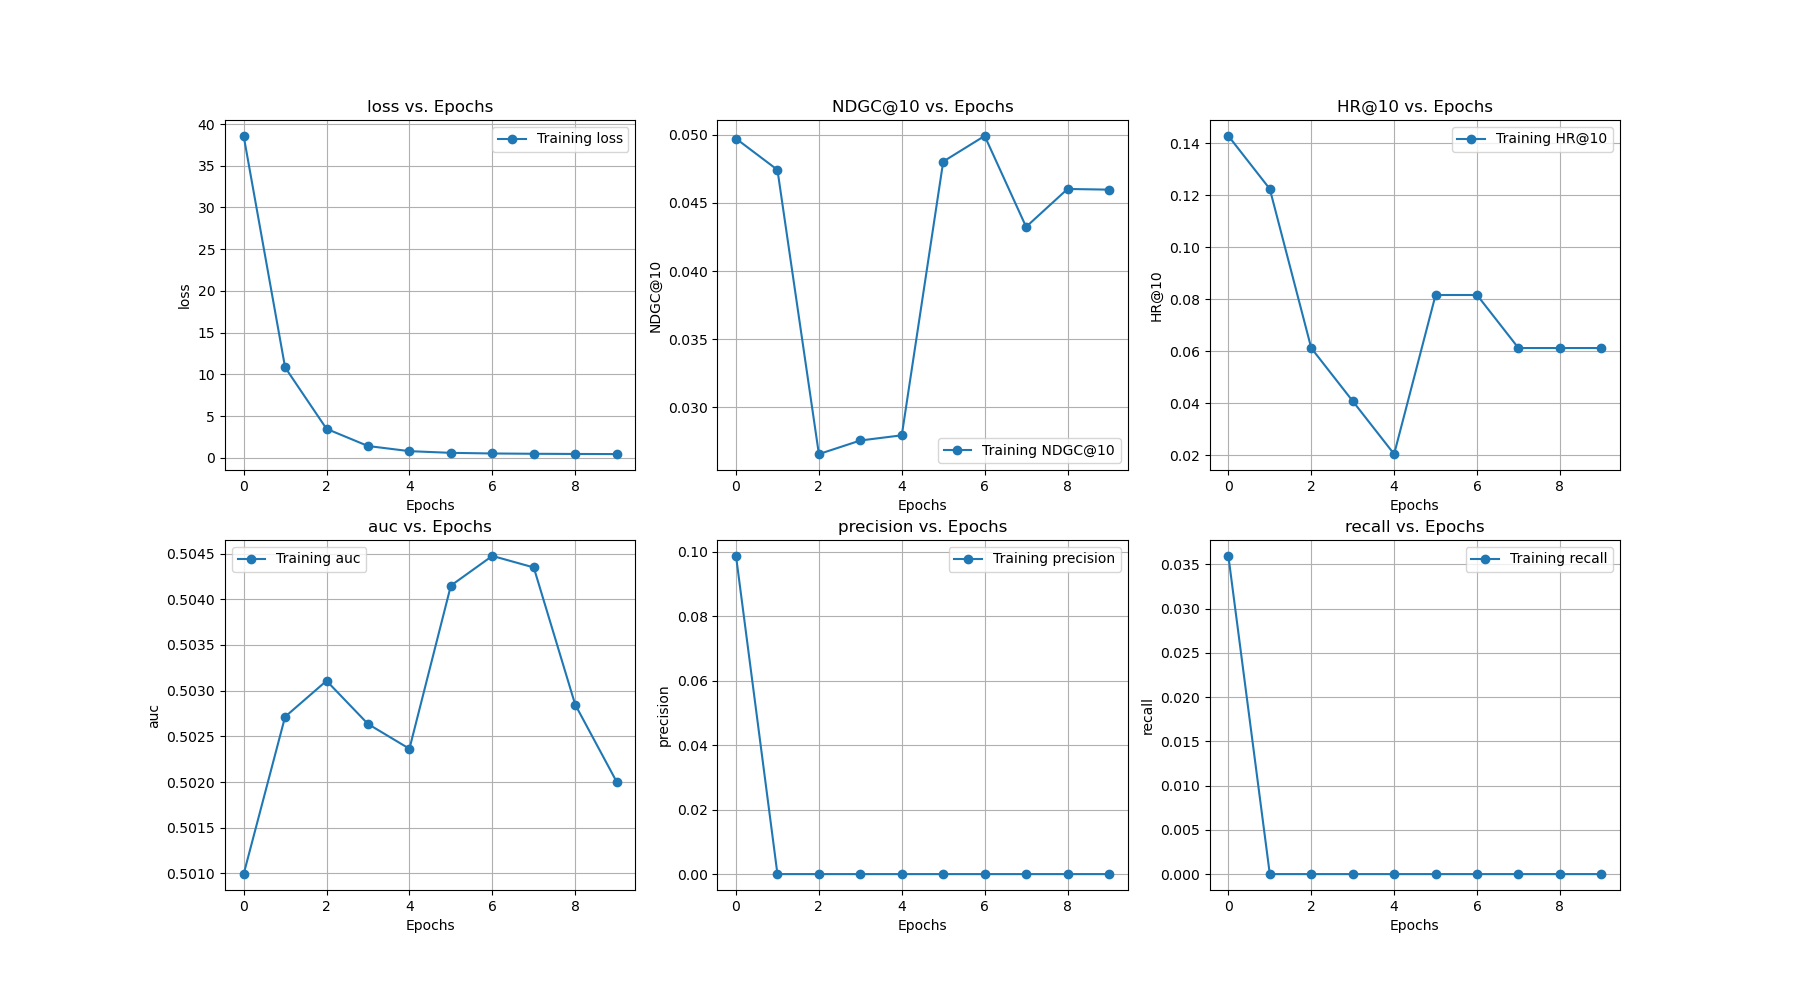 loss vs. Epochs
40
35
30
25
20
15
10
5
0
loss
Training loss
0 2 4 6 8
Epochs
NDGC@10 vs. Epochs
0.050
0.045
0.040
0.035
0.030
NDGC@10
Training NDGC@10
0 2 4 6 8
Epochs
HR@10 vs. Epochs
0.14
0.12
0.10
0.08
0.06
0.04
0.02
HR@10
Training HR@10
0 2 4 6 8
Epochs
auc vs. Epochs
0.5045
0.5040
0.5035
0.5030
0.5025
0.5020
0.5015
0.5010
auc
Training auc
0 2 4 6 8
Epochs
precision vs. Epochs
0.10
0.08
0.06
0.04
0.02
0.00
precision
Training precision
0 2 4 6 8
Epochs
recall vs. Epochs
0.035
0.030
0.025
0.020
0.015
0.010
0.005
0.000
recall
Training recall
0 2 4 6 8
Epochs